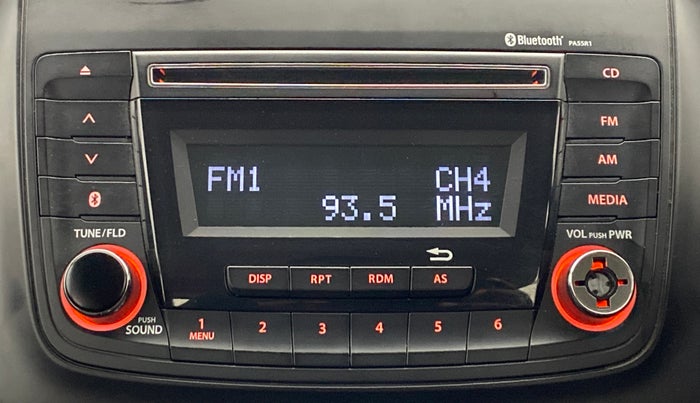 Bluetooth PA55R1
CD
FM
AM
MEDIA
FM1 CH4
93.5 MHz
TUNE/FLD
VOL PUSH PWR
DISP RPT RDM AS
PUSH
SOUND
1 2 3 4 5 6
MENU